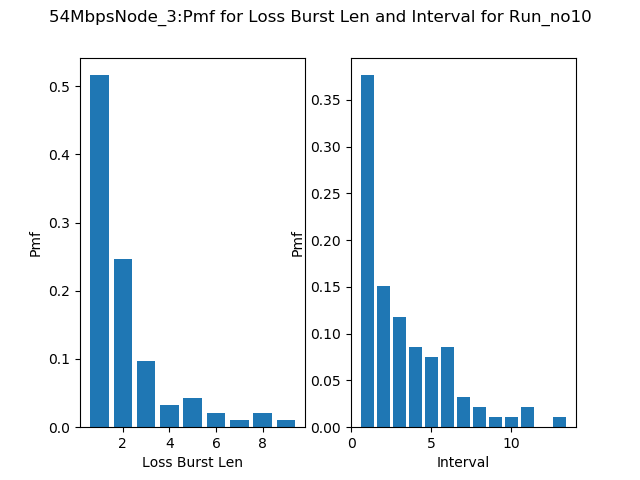 54MbpsNode_3:Pmf for Loss Burst Len and Interval for Run_no10
0.5
0.4
0.3
0.2
0.1
0.0
Pmf
2 4 6 8
Loss Burst Len
0.35
0.30
0.25
0.20
0.15
0.10
0.05
0.00
Pmf
0 5 10
Interval